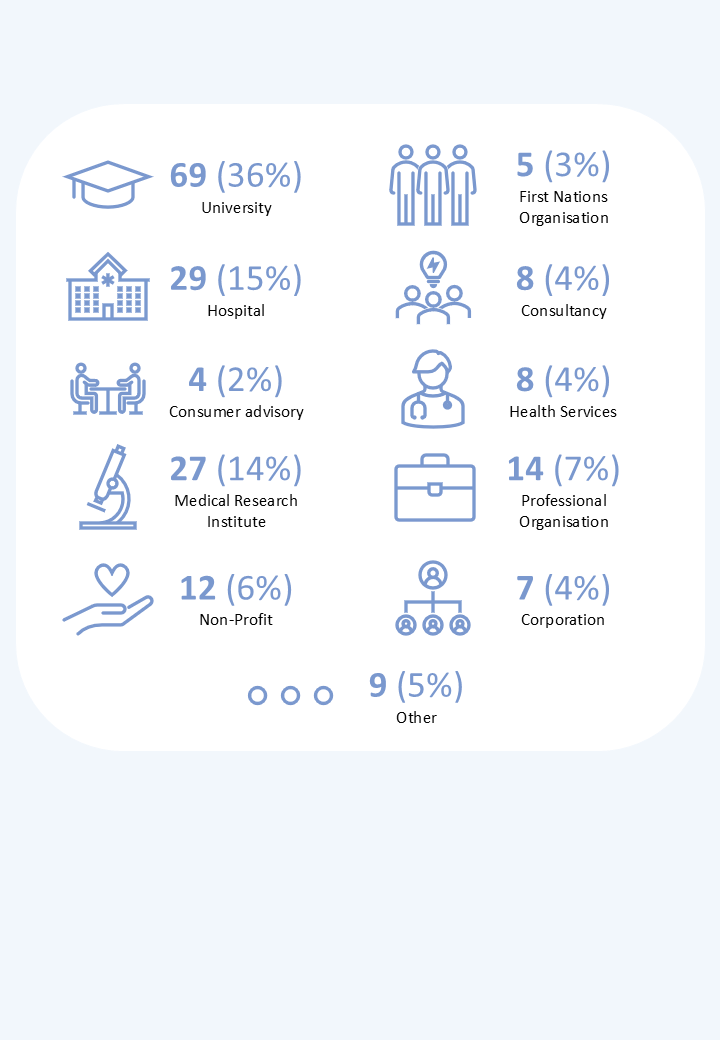 69 (36%)
University
5 (3%)
First Nations
Organisation
29 (15%)
Hospital
8 (4%)
Consultancy
4 (2%)
Consumer advisory
8 (4%)
Health Services
27 (14%)
Medical Research
Institute
14 (7%)
Professional
Organisation
12 (6%)
Non-Profit
7 (4%)
Corporation
9 (5%)
Other